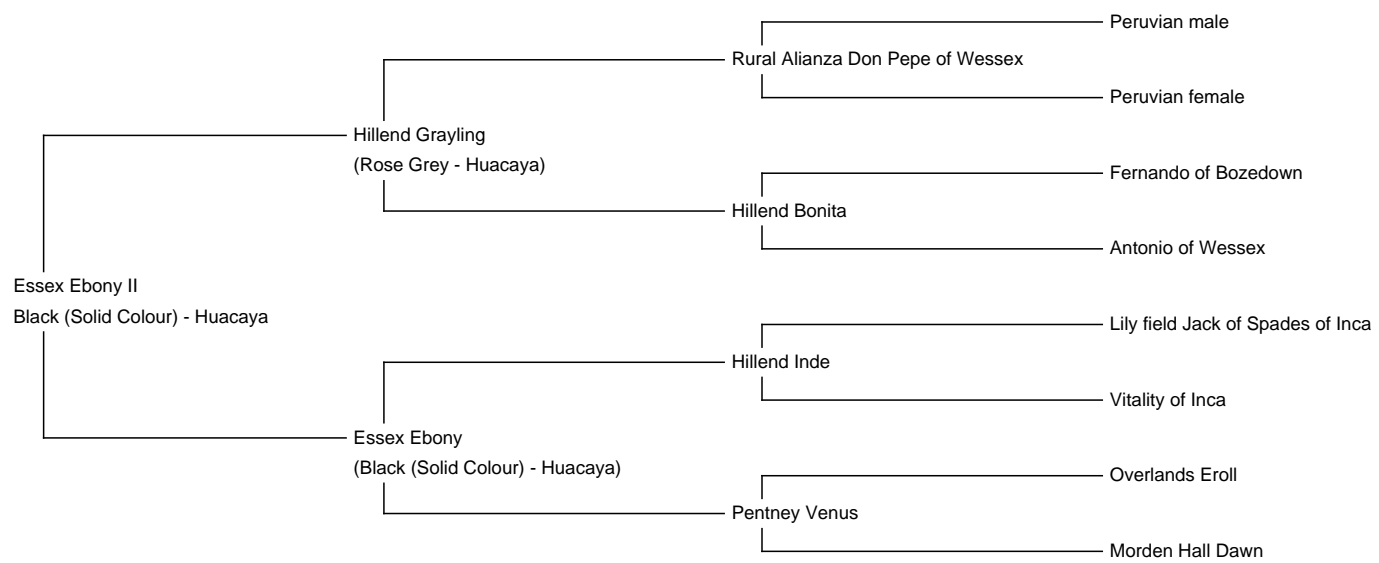 Peruvian male
Rural Alianza Don Pepe of Wessex
Peruvian female
Hillend Grayling
(Rose Grey - Huacaya)
Fernando of Bozedown
Hillend Bonita
Antonio of Wessex
Essex Ebony II
Black (Solid Colour) - Huacaya
Lily field Jack of Spades of Inca
Hillend Inde
Vitality of Inca
Essex Ebony
(Black (Solid Colour) - Huacaya)
Overlands Eroll
Pentney Venus
Morden Hall Dawn